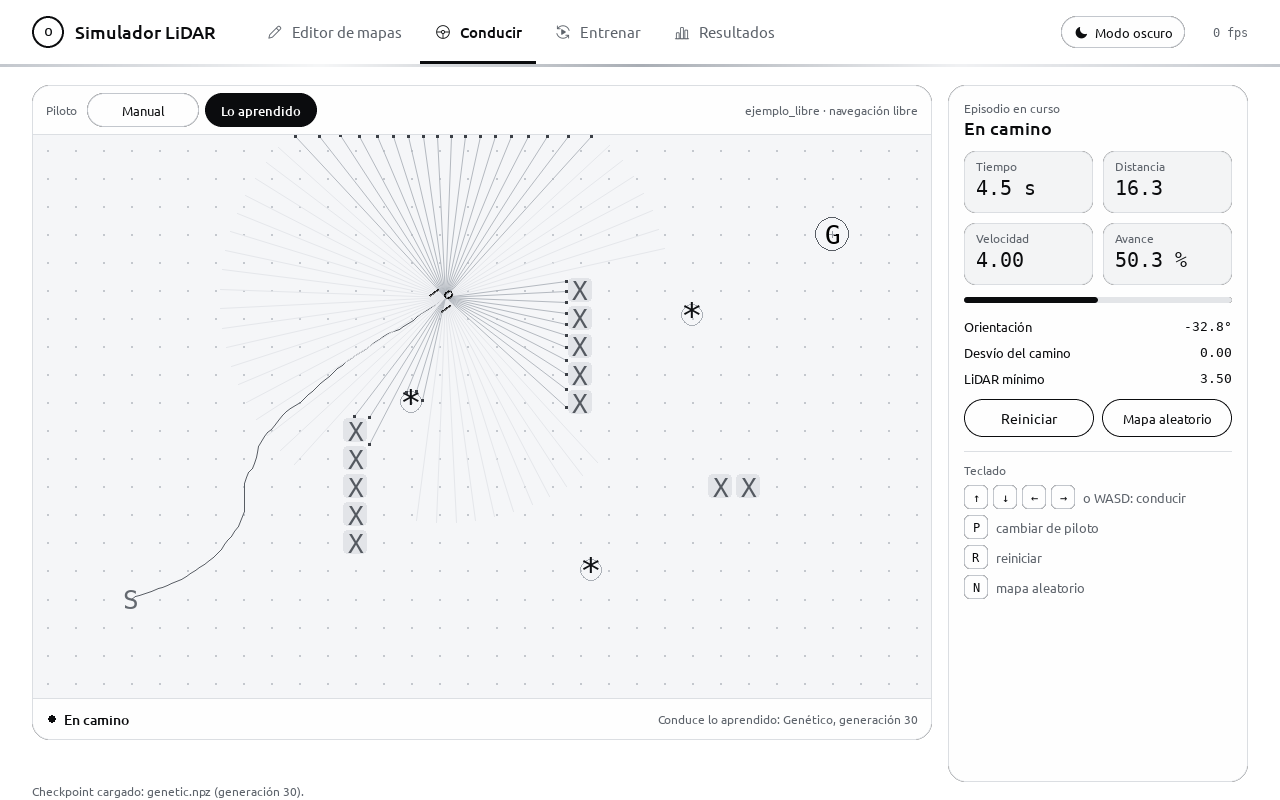 O Simulador LiDAR Editor de mapas Conducir Entrenar Resultados Modo oscuro 0 fps
Piloto Manual Lo aprendido ejemplo_libre · navegación libre
G
X
*
X
X
X
X
*
X
X
X X
X
X
X
*
S
En camino Conduce lo aprendido: Genético, generación 30
Episodio en curso
En camino
Tiempo Distancia
4.5 s 16.3
Velocidad Avance
4.00 50.3 %
Orientación -32.8°
Desvío del camino 0.00
LiDAR mínimo 3.50
Reiniciar Mapa aleatorio
Teclado
↑ ↓ ← → o WASD: conducir
P cambiar de piloto
R reiniciar
N mapa aleatorio
Checkpoint cargado: genetic.npz (generación 30).